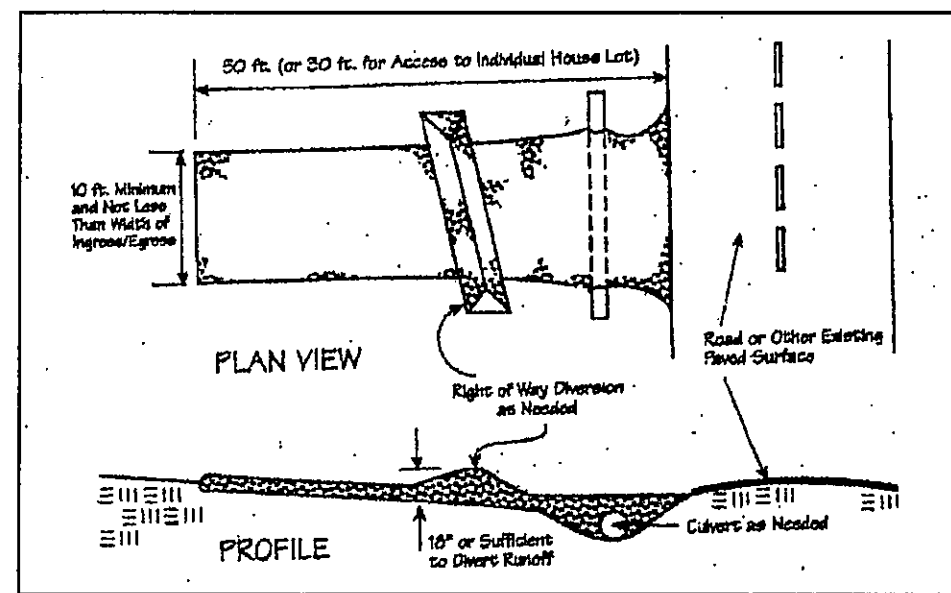 50 ft. (or 30 ft. for Access to Individual House Lot)
10 ft. Minimum
and Not Less
Than Width of
Ingress/Egress
PLAN VIEW
Right of Way Diversion
as Needed
Road or Other Existing
Paved Surface
18" or Sufficient
to Divert Runoff
Culvert as Needed
PROFILE